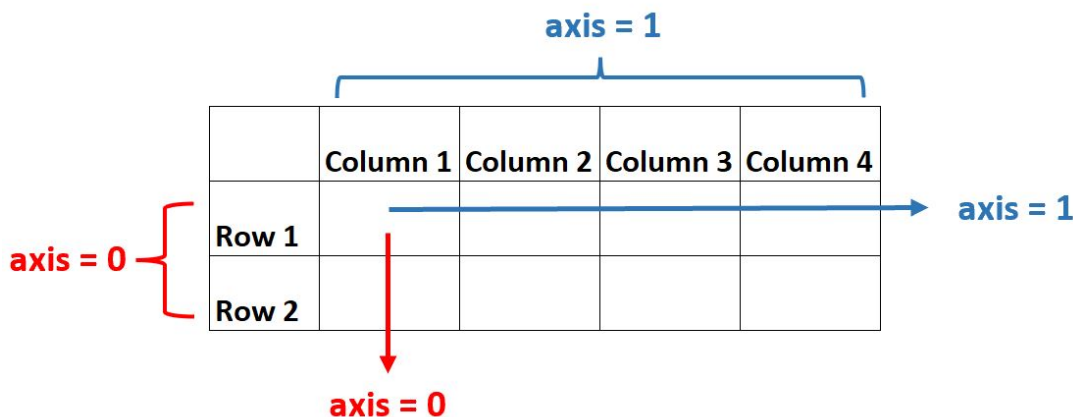 axis = 1
Column 1 Column 2 Column 3 Column 4
axis = 1
Row 1
axis = 0
Row 2
axis = 0